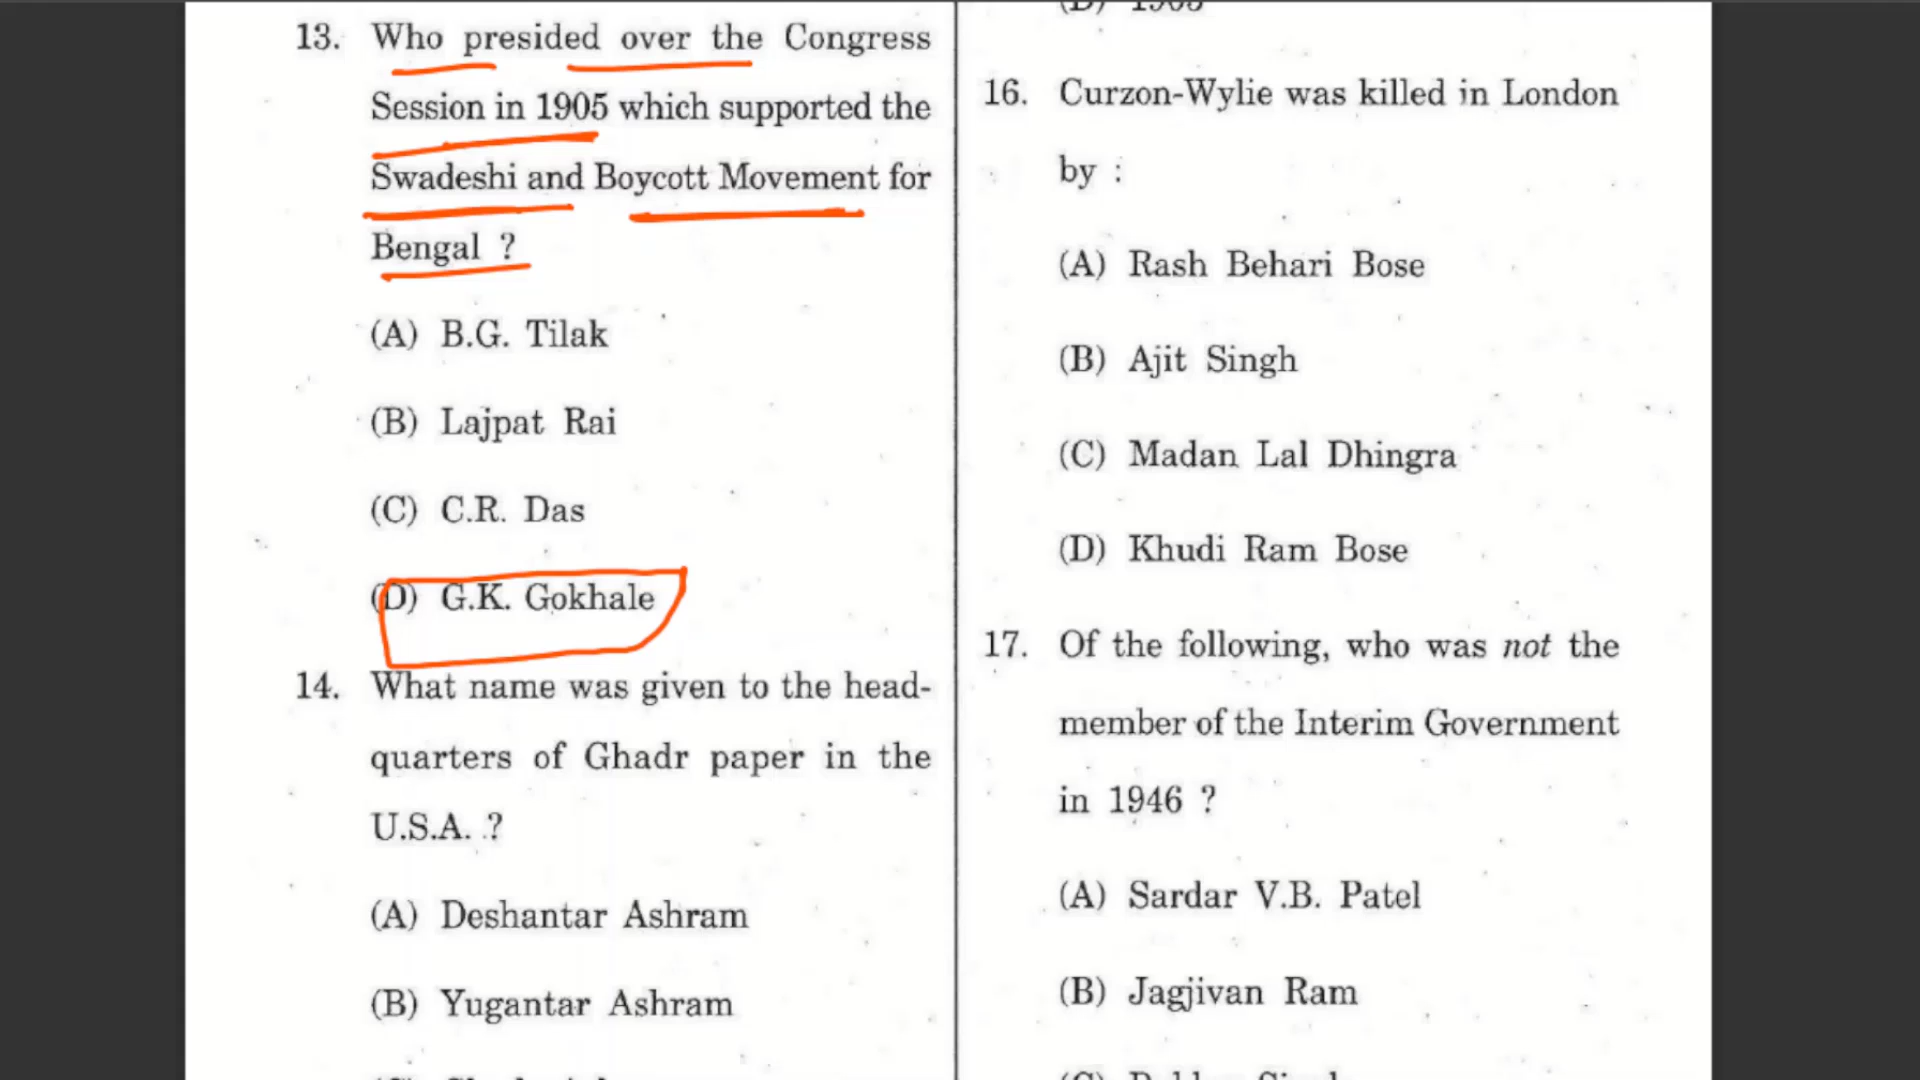 13. Who presided over the Congress
Session in 1905 which supported the
Swadeshi and Boycott Movement for
Bengal ?
(A) B.G. Tilak
(B) Lajpat Rai
(C) C.R. Das
(D) G.K. Gokhale
14. What name was given to the head-
quarters of Ghadr paper in the
U.S.A. ?
(A) Deshantar Ashram
(B) Yugantar Ashram
16. Curzon-Wylie was killed in London
by :
(A) Rash Behari Bose
(B) Ajit Singh
(C) Madan Lal Dhingra
(D) Khudi Ram Bose
17. Of the following, who was not the
member of the Interim Government
in 1946 ?
(A) Sardar V.B. Patel
(B) Jagjivan Ram